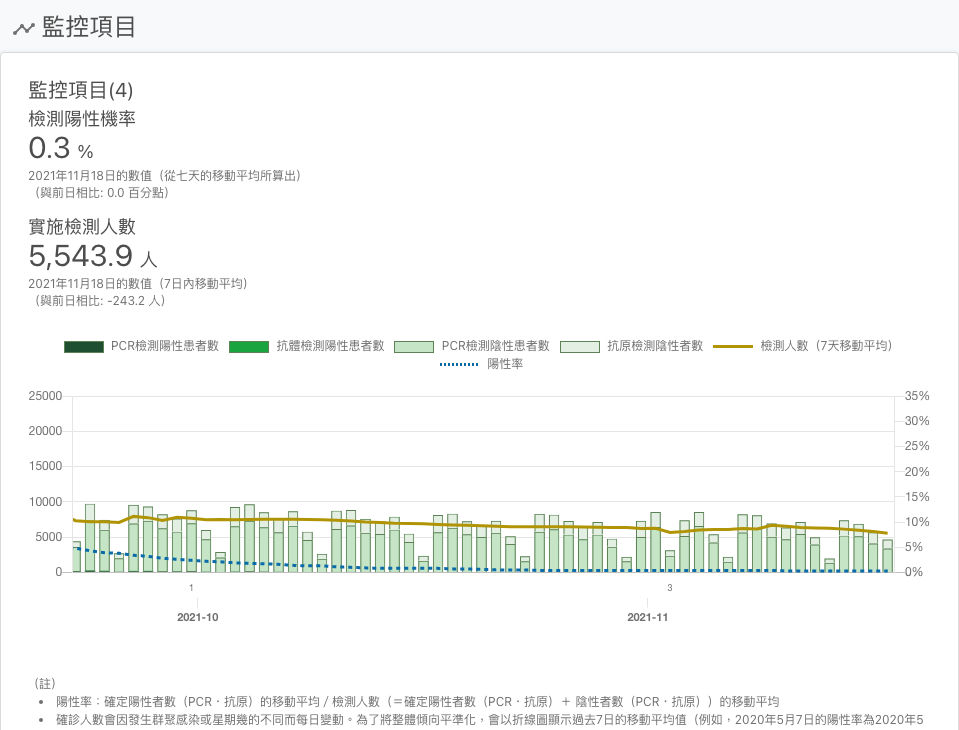 監控項目
監控項目(4)
檢測陽性機率
0.3 %
2021年11月18日的數值（從七天的移動平均所算出）
（與前日相比: 0.0 百分點）
實施檢測人數
5,543.9 人
2021年11月18日的數值（7日內移動平均）
（與前日相比: -243.2 人）
PCR檢測陽性患者數 抗體檢測陽性患者數 PCR檢測陰性患者數 抗原檢測陰性者數 檢測人數（7天移動平均）
陽性率
25000 35%
30%
20000
25%
15000
20%
15%
10000
10%
5000
5%
0 0%
1 3
2021-10 2021-11
（註）
• 陽性率：確定陽性者數（PCR・抗原）的移動平均 / 檢測人數（＝確定陽性者數（PCR・抗原）＋ 陰性者數（PCR・抗原））的移動平均
• 確診人數會因發生群聚感染或星期幾的不同而每日變動。為了將整體傾向平準化，會以折線圖顯示過去7日的移動平均值（例如，2020年5月7日的陽性率為2020年5